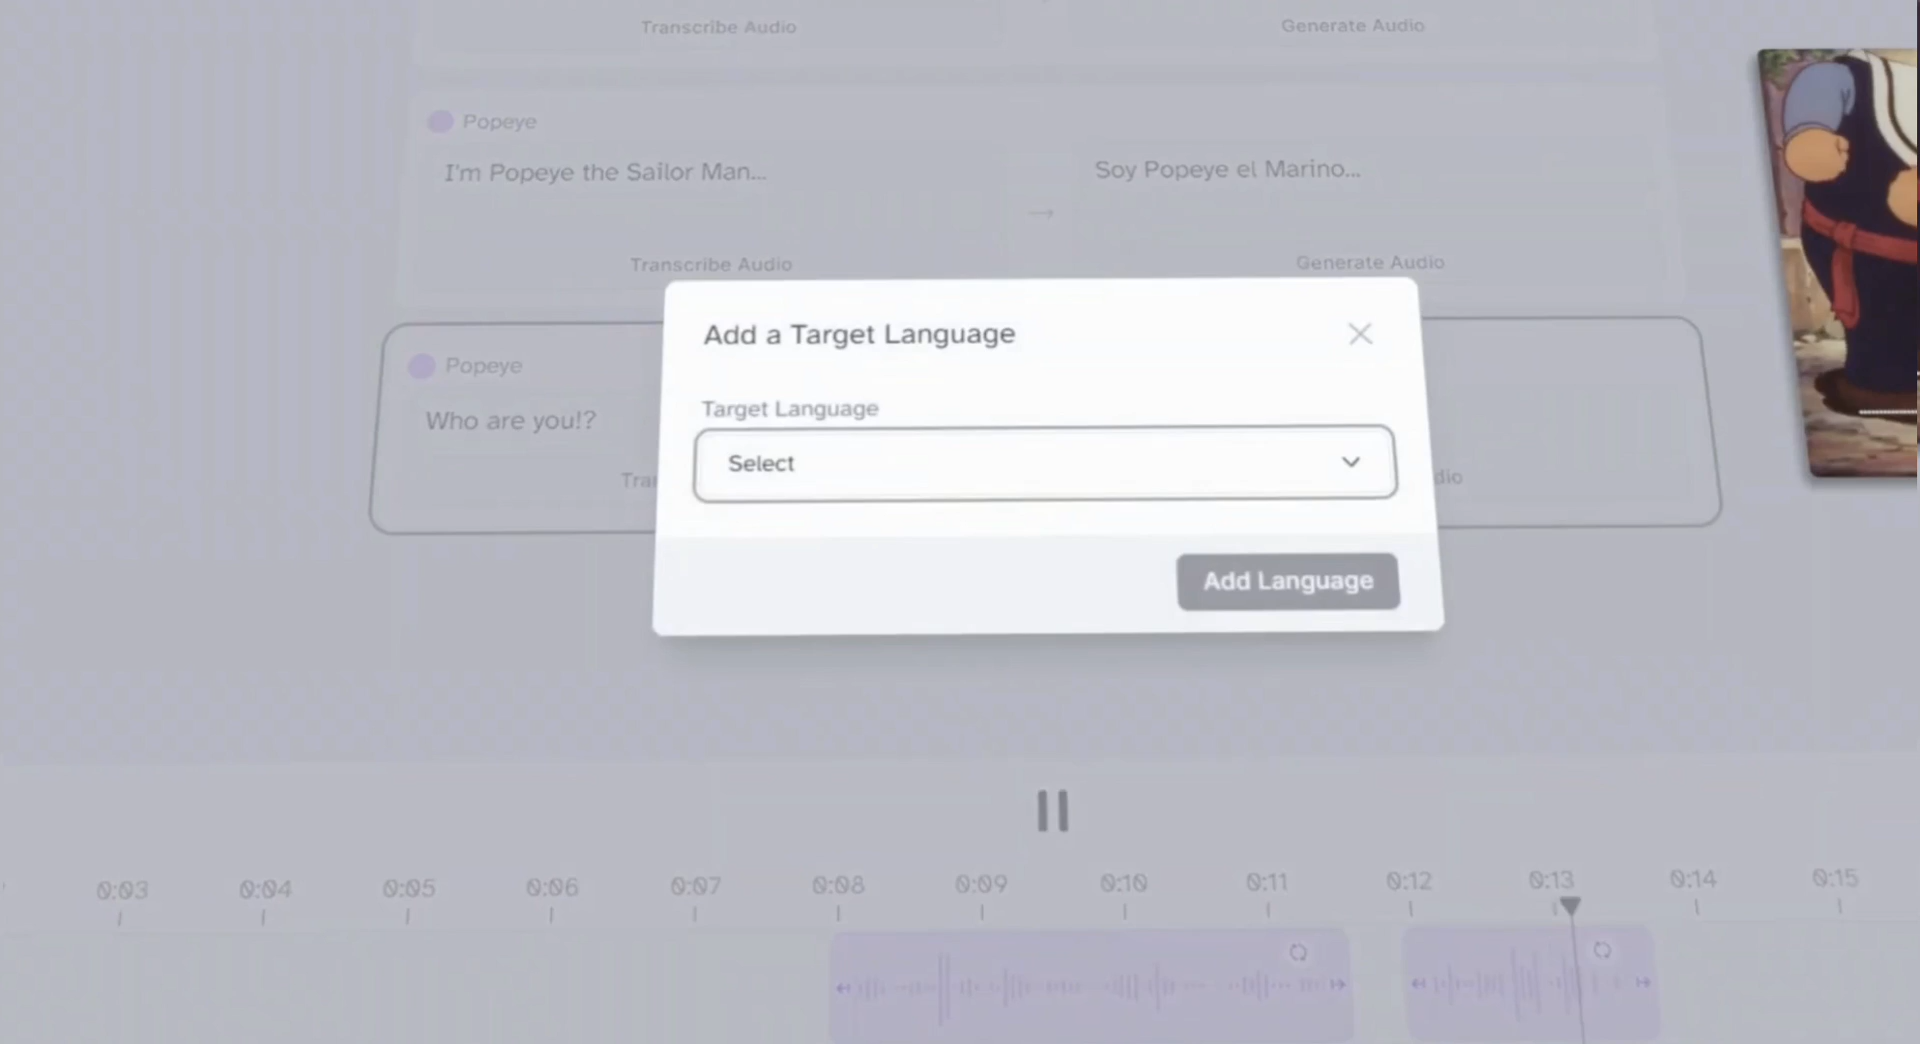 Transcribe Audio
Generate Audio
Popeye
I'm Popeye the Sailor Man...
Soy Popeye el Marino...
→
Transcribe Audio
Generate Audio
Add a Target Language
Popeye
Target Language
Who are you!?
Select
Tra
dio
Add Language
0:03 0:04 0:05 0:06 0:07 0:08 0:09 0:10 0:11 0:12 0:13 0:14 0:15